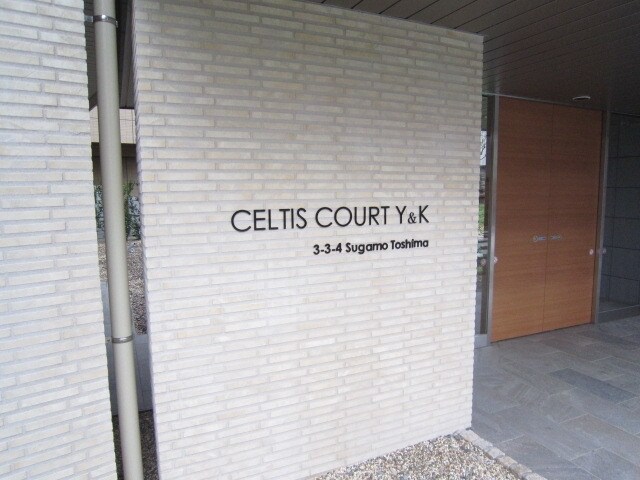 CELTIS COURT Y&K
3-3-4 Sugamo Toshima